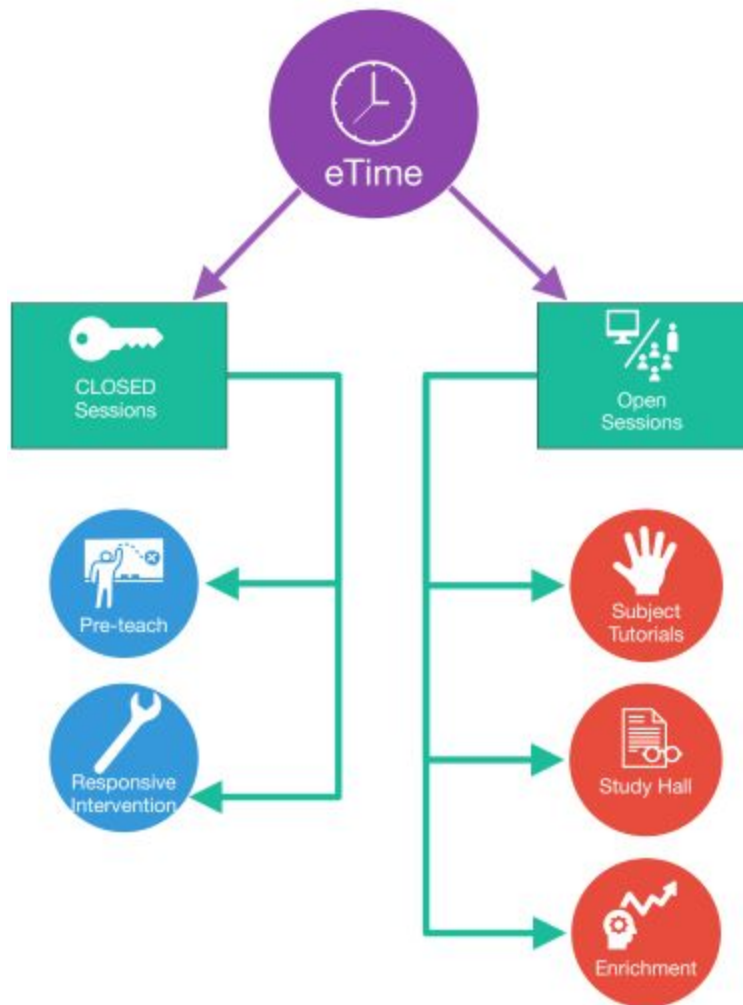 eTime
CLOSED
Sessions
Open
Sessions
Pre-teach
Responsive
Intervention
Subject
Tutorials
Study Hall
Enrichment